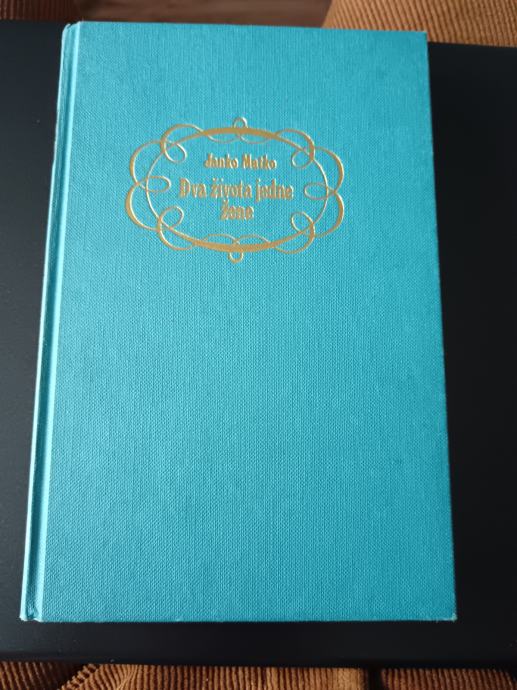 Janko Matko
Dva života jedne
žene